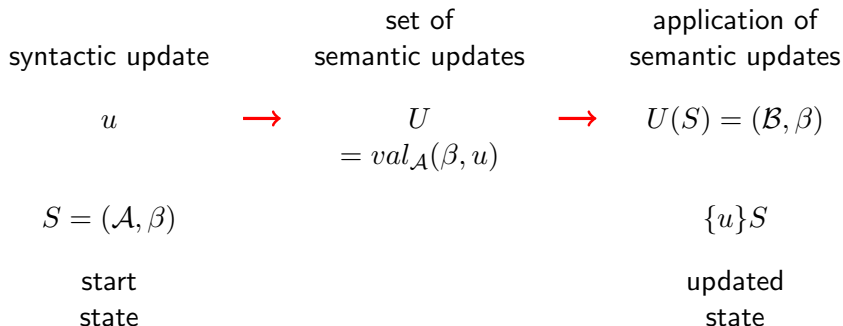 syntactic update
set of
semantic updates
application of
semantic updates
u
→
U
= val_𝒜(β, u)
→
U(S) = (ℬ, β)
S = (𝒜, β)
{u}S
start
state
updated
state